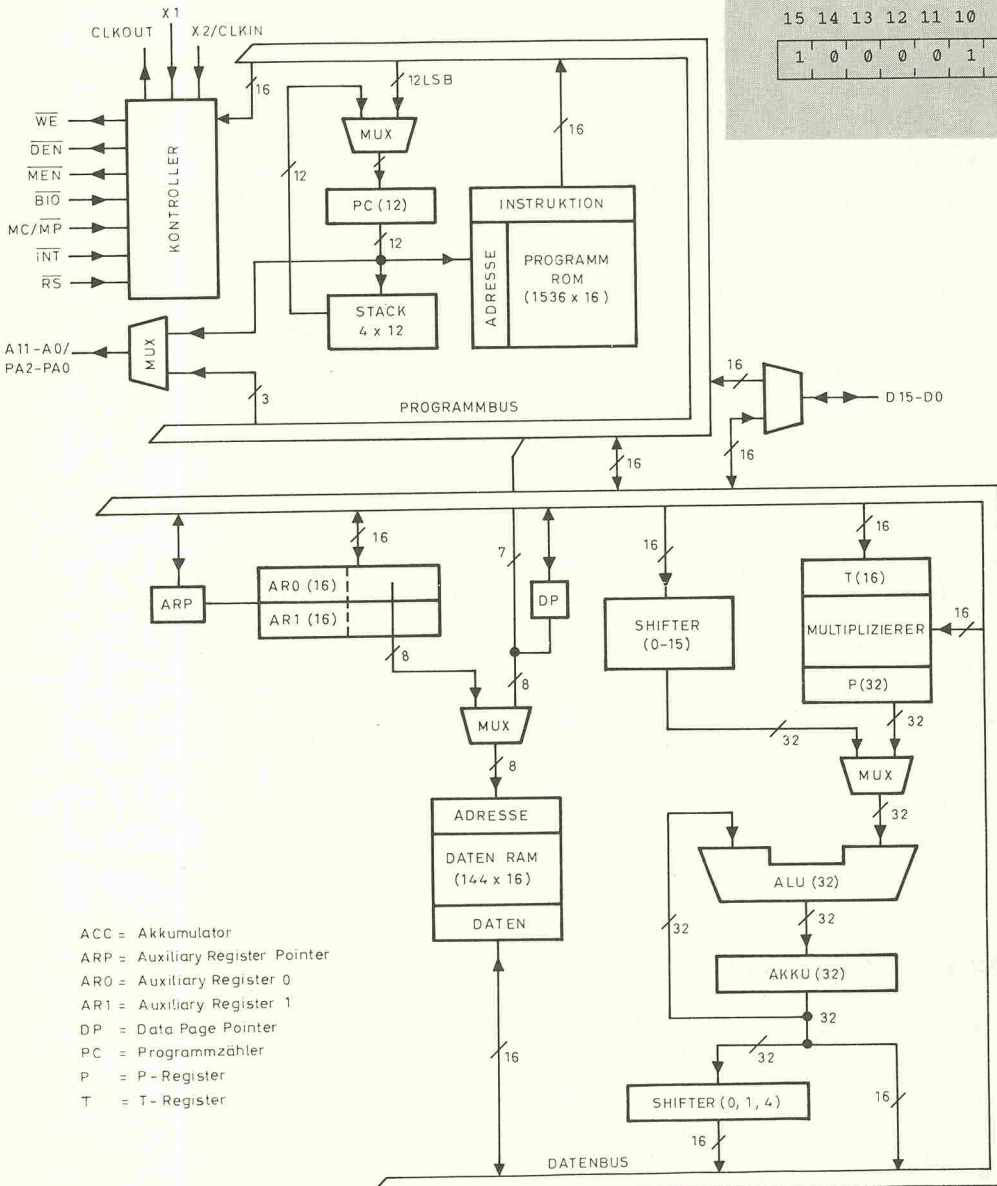 X1
CLKOUT
X2/CLKIN
15 14 13 12 11 10
1 0 0 0 0 1
16
12LSB
WE
DEN
MEN
BIO
MC/MP
INT
RS
KONTROLLER
MUX
16
12
PC (12)
INSTRUKTION
12
ADRESSE
PROGRAMM
ROM
(1536 x 16)
STACK
4 x 12
A11-A0/
PA2-PA0
MUX
3
PROGRAMMBUS
16
D15-D0
16
16
16
7
16
16
ARP
AR0 (16)
AR1 (16)
DP
SHIFTER
(0-15)
T (16)
MULTIPLIZIERER
16
P (32)
8
8
MUX
32
32
MUX
8
32
ADRESSE
DATEN RAM
(144 x 16)
DATEN
ALU (32)
32
32
AKKU (32)
32
32
16
16
SHIFTER (0, 1, 4)
16
DATENBUS
ACC = Akkumulator
ARP = Auxiliary Register Pointer
AR0 = Auxiliary Register 0
AR1 = Auxiliary Register 1
DP = Data Page Pointer
PC = Programmzähler
P = P-Register
T = T-Register